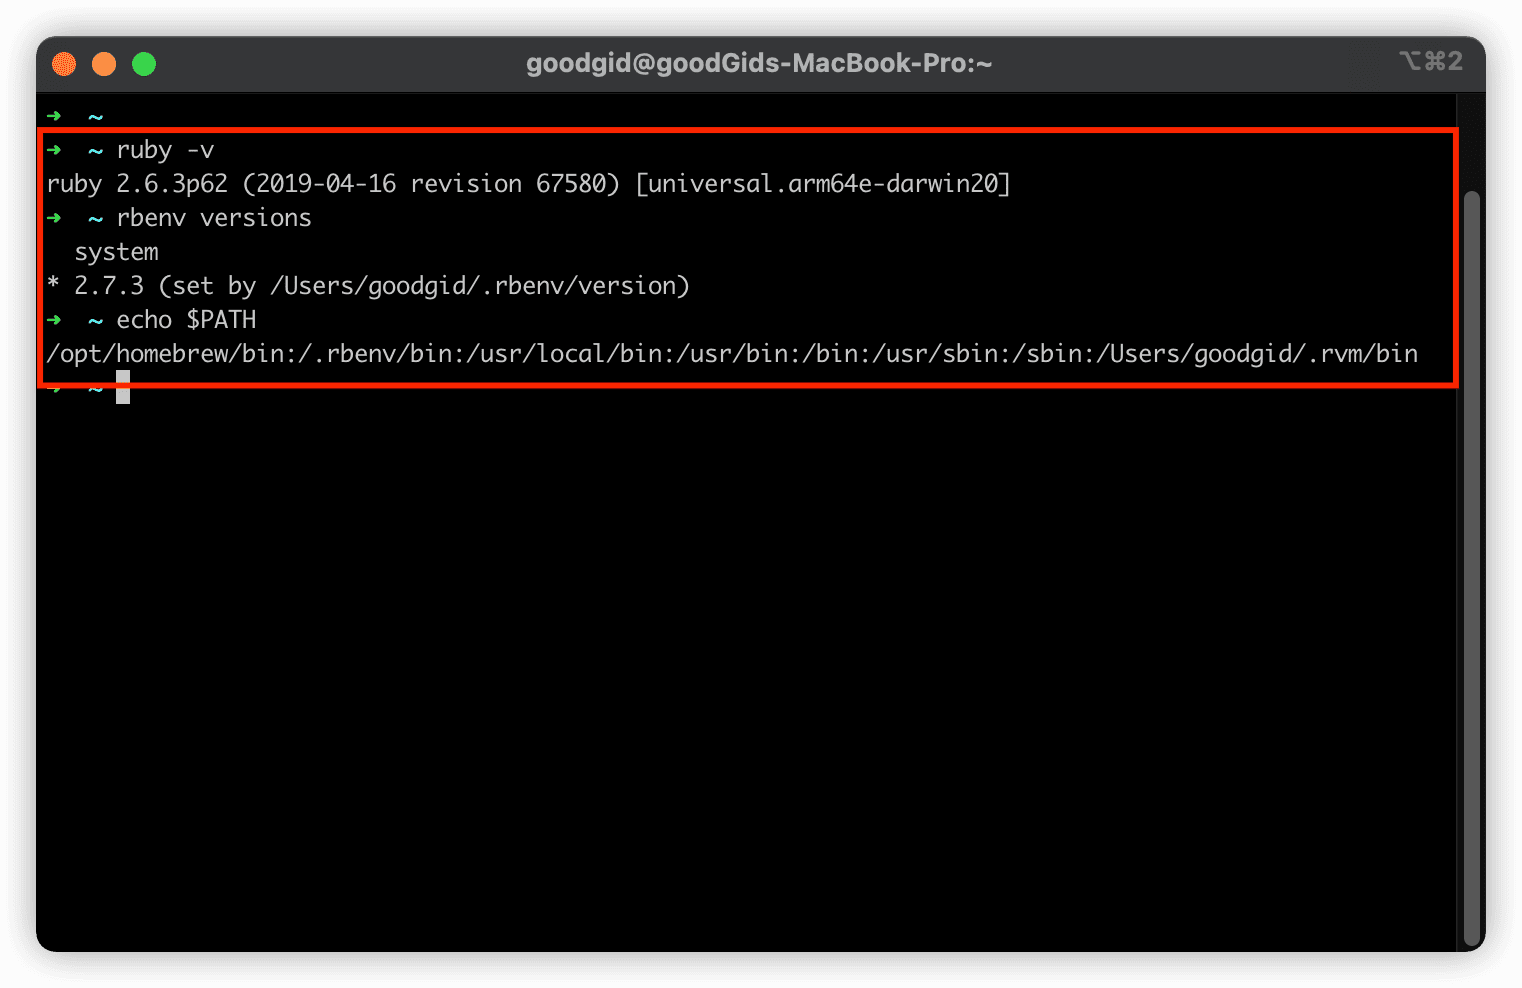 goodgid@goodGids-MacBook-Pro:~ ⌥⌘2
➜ ~
➜ ~ ruby -v
ruby 2.6.3p62 (2019-04-16 revision 67580) [universal.arm64e-darwin20]
➜ ~ rbenv versions
system
* 2.7.3 (set by /Users/goodgid/.rbenv/version)
➜ ~ echo $PATH
/opt/homebrew/bin:/.rbenv/bin:/usr/local/bin:/usr/bin:/bin:/usr/sbin:/sbin:/Users/goodgid/.rvm/bin
➜ ~